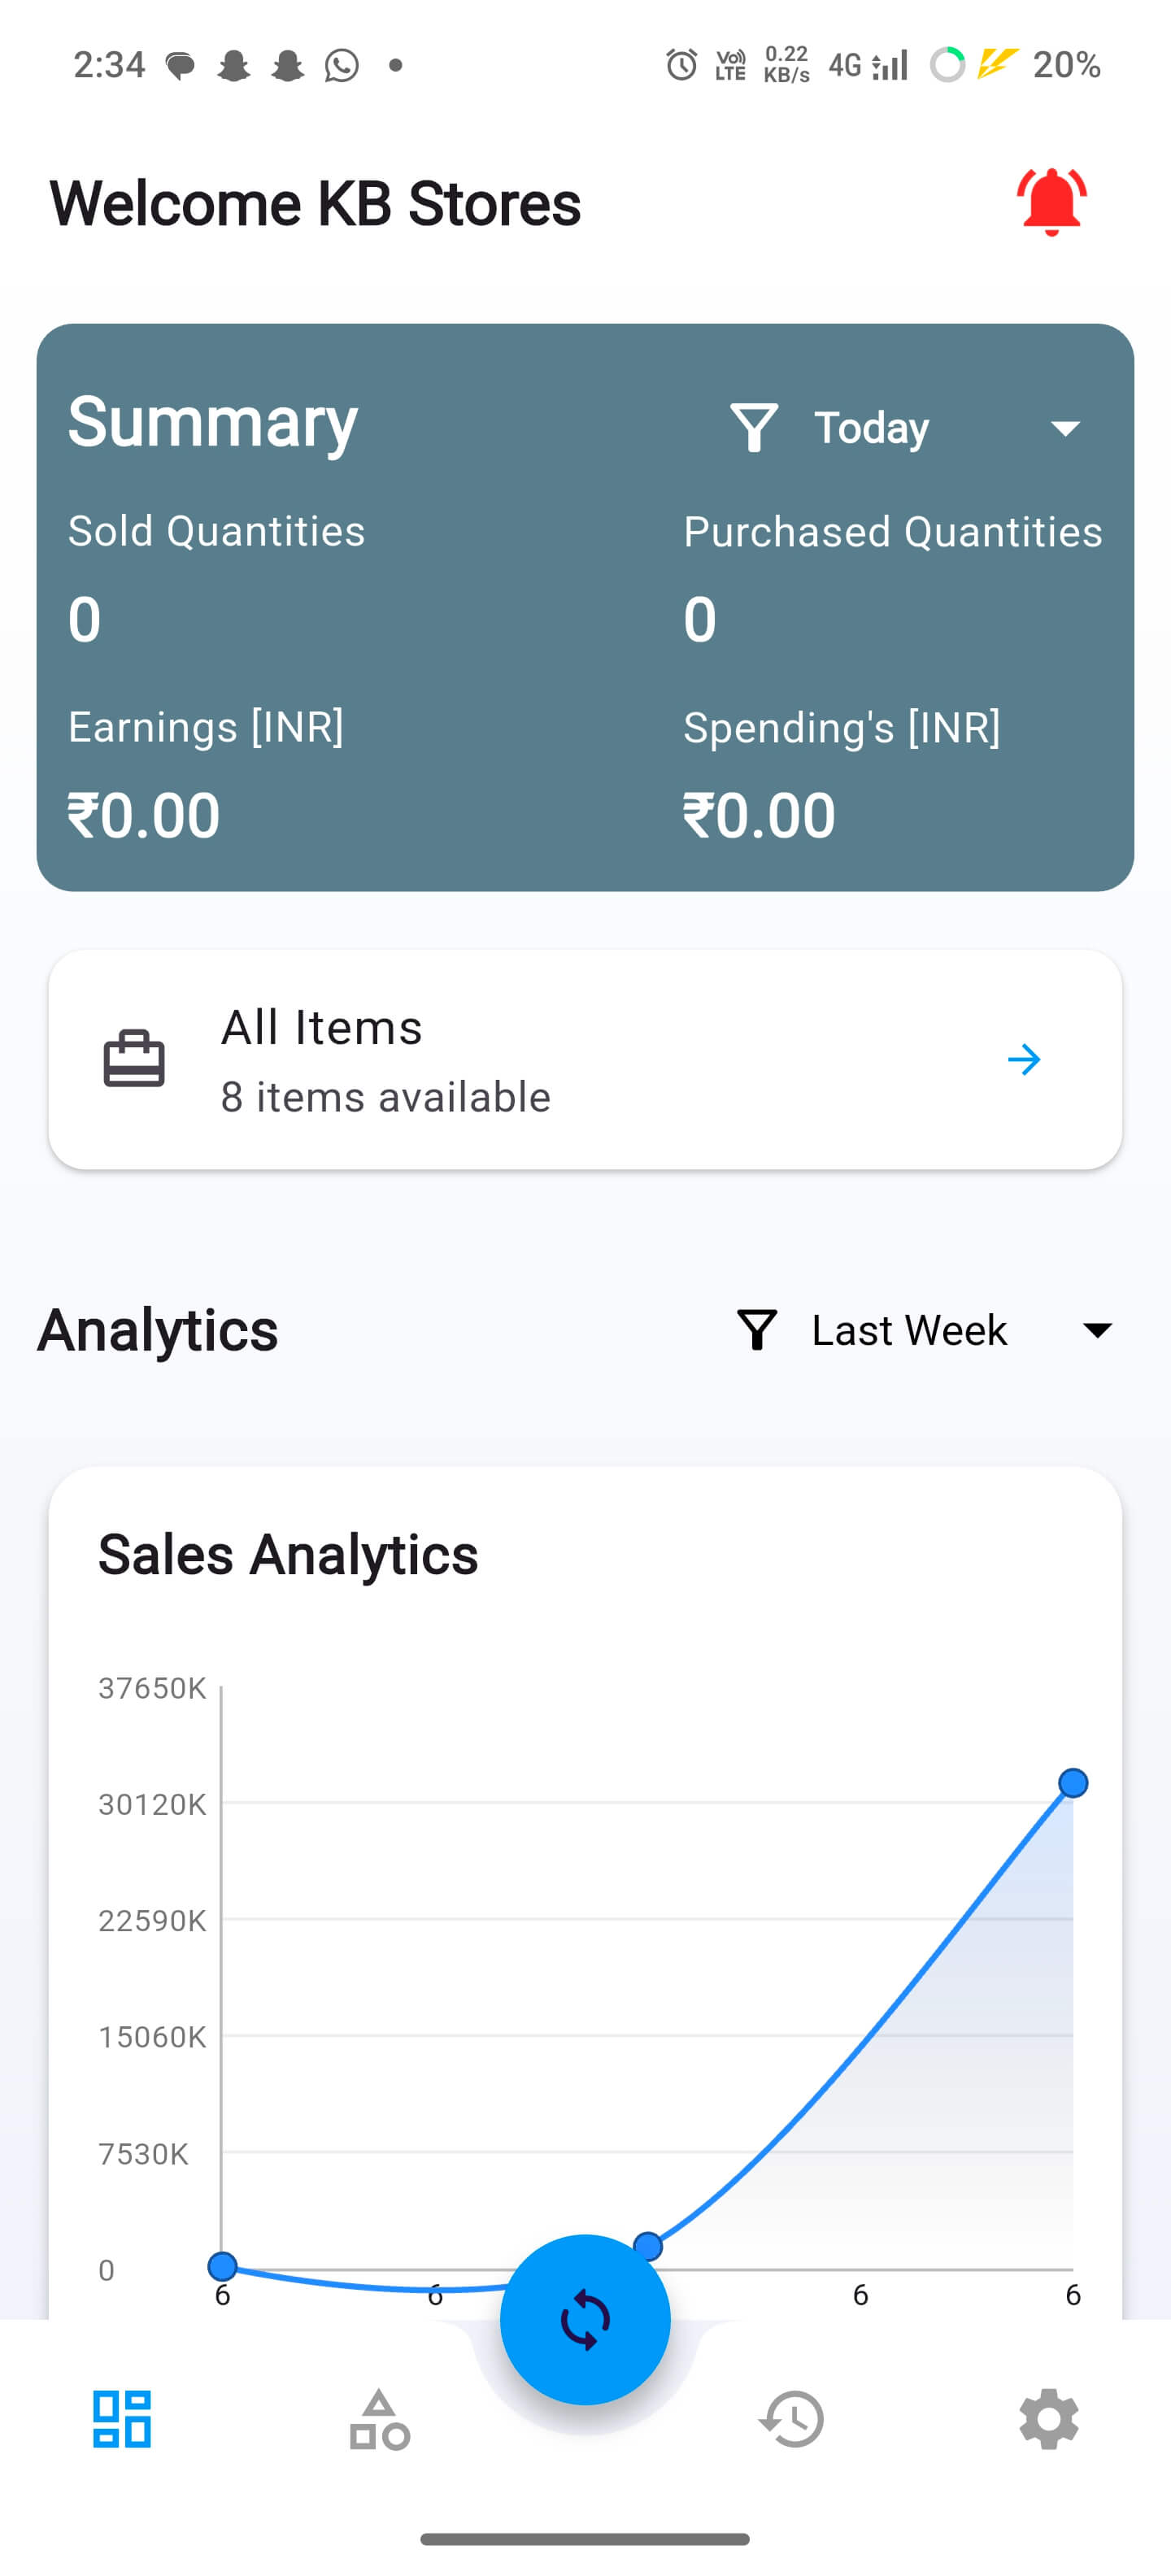 2:34 VoD LTE 0.22 KB/s 4G 20%
Welcome KB Stores
Summary Today
Sold Quantities Purchased Quantities
0 0
Earnings [INR] Spending's [INR]
₹0.00 ₹0.00
All Items
8 items available
Analytics Last Week
Sales Analytics
37650K
30120K
22590K
15060K
7530K
0
6 6 6 6